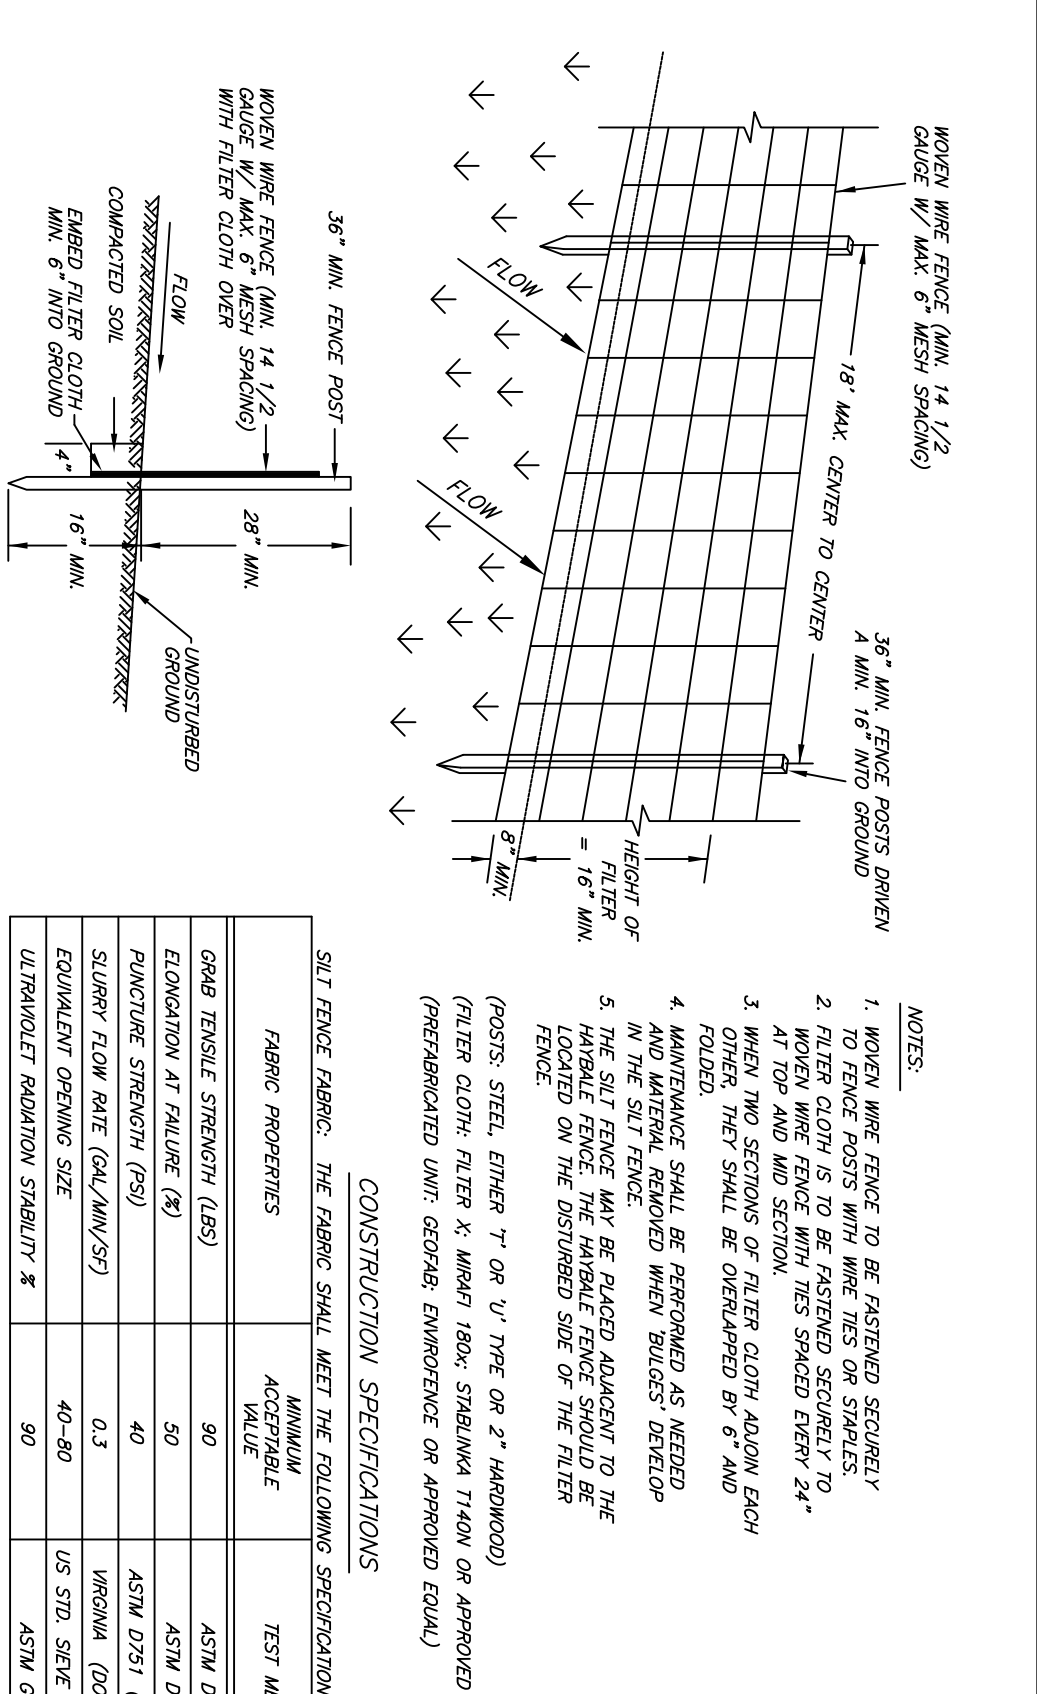 WOVEN WIRE FENCE (MIN. 14 1/2
GAUGE W/ MAX. 6" MESH SPACING)
36" MIN. FENCE POSTS DRIVEN
A MIN. 16" INTO GROUND
18' MAX. CENTER TO CENTER
FLOW
FLOW
HEIGHT OF
FILTER
= 16" MIN.
8" MIN.
36" MIN. FENCE POST
WOVEN WIRE FENCE (MIN. 14 1/2
GAUGE W/ MAX. 6" MESH SPACING)
WITH FILTER CLOTH OVER
FLOW
COMPACTED SOIL
EMBED FILTER CLOTH
MIN. 6" INTO GROUND
4"
28" MIN.
16" MIN.
UNDISTURBED
GROUND
NOTES:
1. WOVEN WIRE FENCE TO BE FASTENED SECURELY
TO FENCE POSTS WITH WIRE TIES OR STAPLES.
2. FILTER CLOTH IS TO BE FASTENED SECURELY TO
WOVEN WIRE FENCE WITH TIES SPACED EVERY 24"
AT TOP AND MID SECTION.
3. WHEN TWO SECTIONS OF FILTER CLOTH ADJOIN EACH
OTHER, THEY SHALL BE OVERLAPPED BY 6" AND
FOLDED.
4. MAINTENANCE SHALL BE PERFORMED AS NEEDED
AND MATERIAL REMOVED WHEN 'BULGES' DEVELOP
IN THE SILT FENCE.
5. THE SILT FENCE MAY BE PLACED ADJACENT TO THE
HAYBALE FENCE. THE HAYBALE FENCE SHOULD BE
LOCATED ON THE DISTURBED SIDE OF THE FILTER
FENCE.
(POSTS: STEEL, EITHER 'T' OR 'U' TYPE OR 2" HARDWOOD)
(FILTER CLOTH: FILTER X; MIRAFI 180x; STABLINKA T140N OR APPROVED
(PREFABRICATED UNIT: GEOFAB; ENVIROFENCE OR APPROVED EQUAL)
CONSTRUCTION SPECIFICATIONS
SILT FENCE FABRIC: THE FABRIC SHALL MEET THE FOLLOWING SPECIFICATION
FABRIC PROPERTIES MINIMUM ACCEPTABLE VALUE TEST
GRAB TENSILE STRENGTH (LBS) 90 ASTM
ELONGATION AT FAILURE (%) 50 ASTM
PUNCTURE STRENGTH (PSI) 40 ASTM D751
SLURRY FLOW RATE (GAL/MIN/SF) 0.3 VIRGINIA
EQUIVALENT OPENING SIZE 40-80 US STD. SIEVE
ULTRAVIOLET RADIATION STABILITY % 90 ASTM